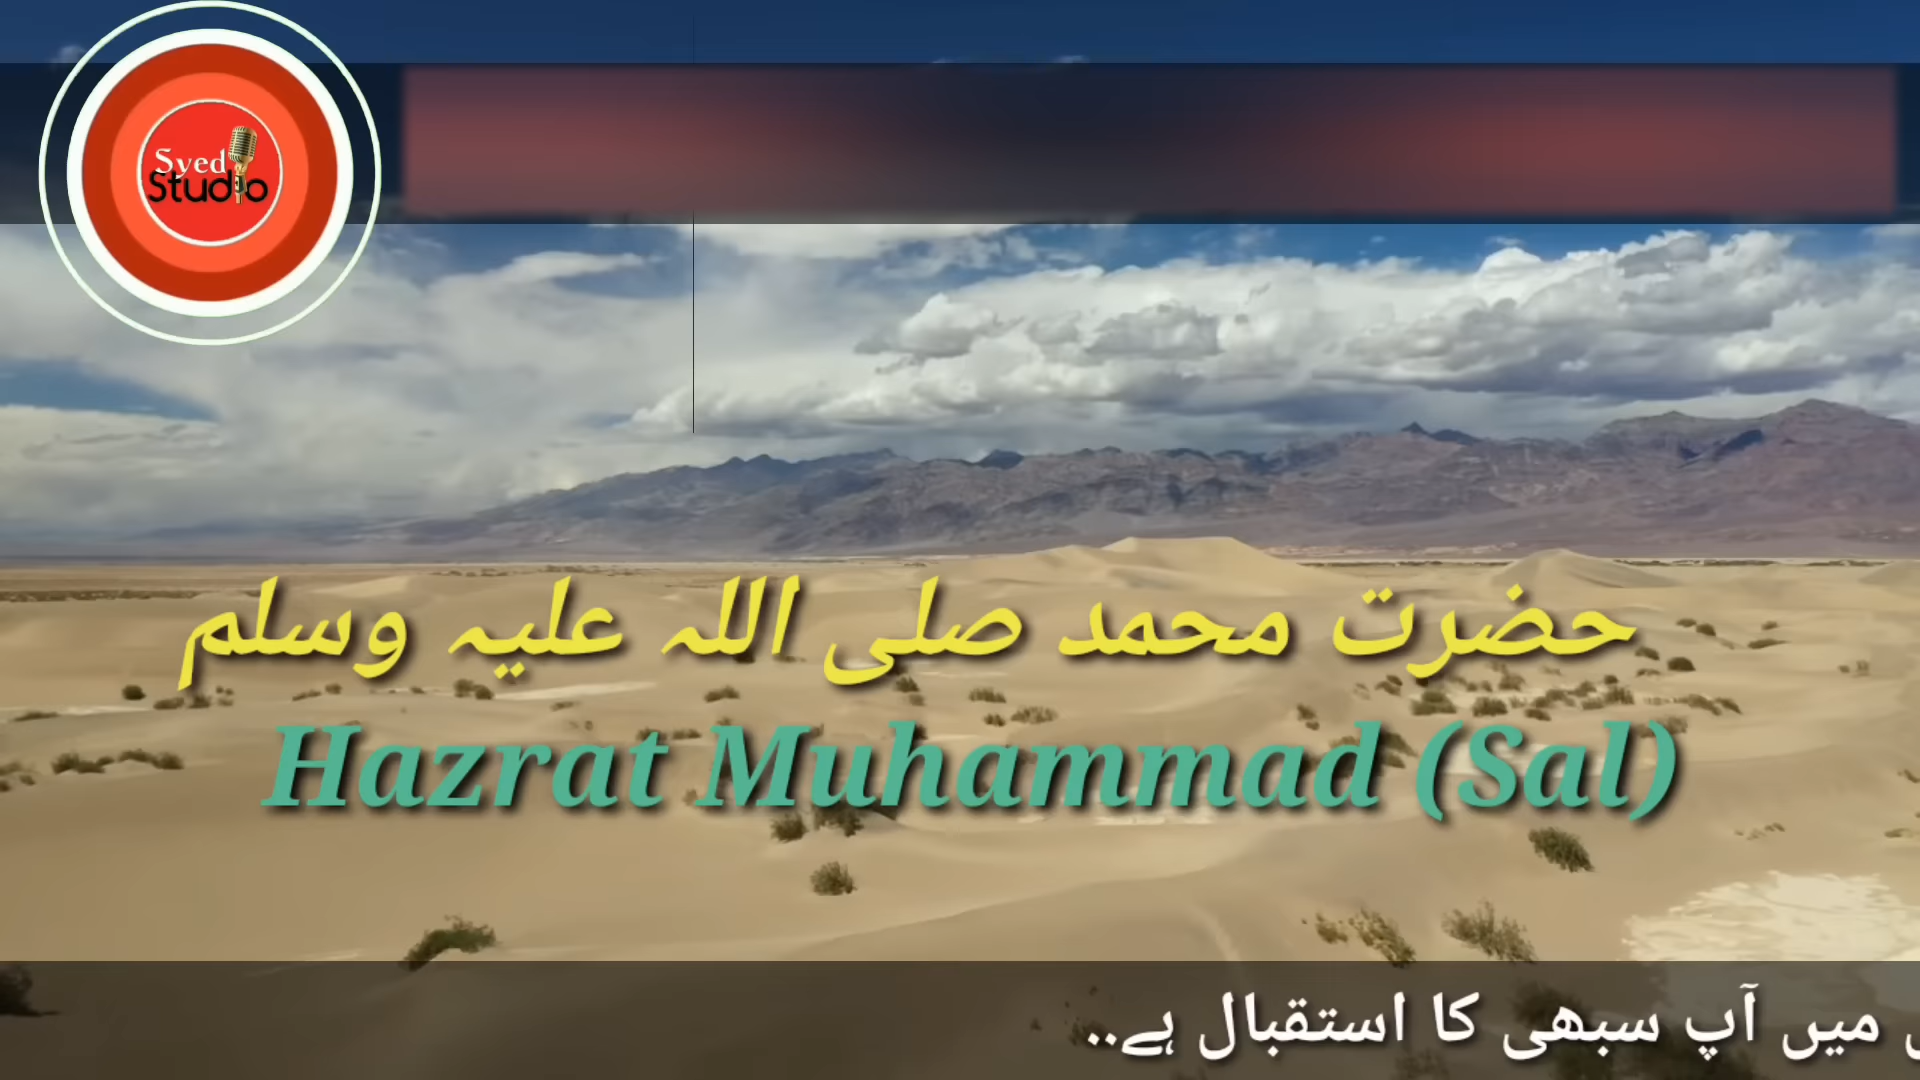 Syed
Studio
حضرت محمد صلی اللہ علیہ وسلم
Hazrat Muhammad (Sal)
میں آپ سبھی کا استقبال ہے..